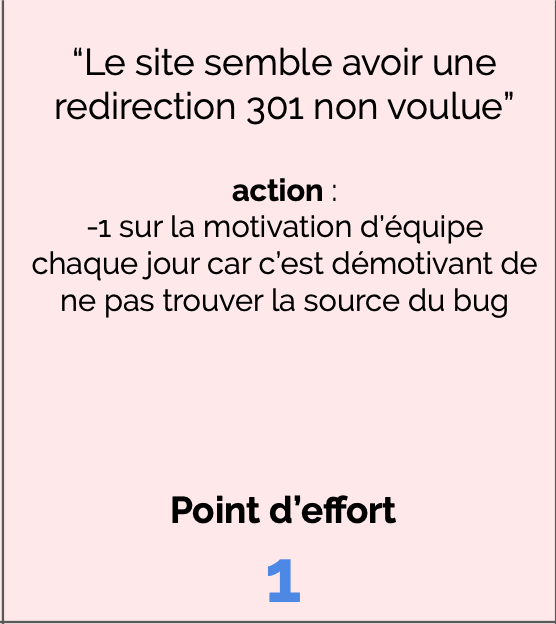 “Le site semble avoir une
redirection 301 non voulue”
action :
-1 sur la motivation d’équipe
chaque jour car c’est démotivant de
ne pas trouver la source du bug
Point d’effort
1